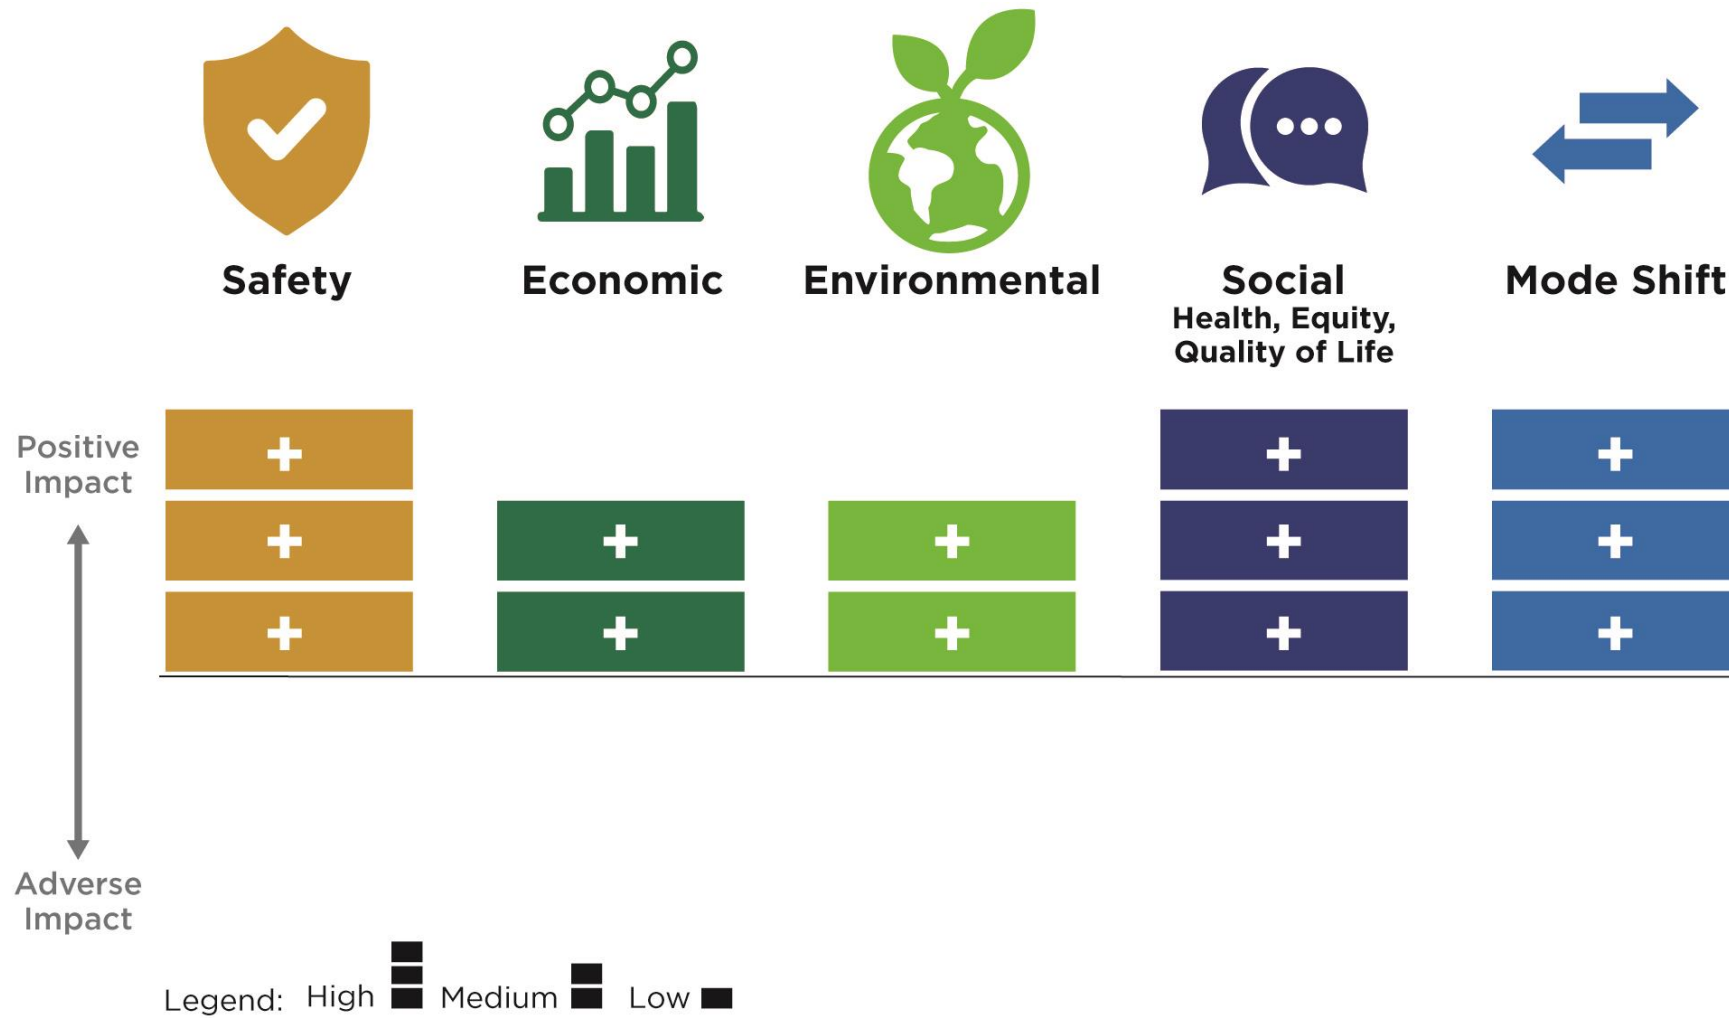 Safety
Economic
Environmental
Social
Health, Equity,
Quality of Life
Mode Shift
Positive
Impact
+ + +
+ + + + +
+ + + + +
Adverse
Impact
Legend: High Medium Low